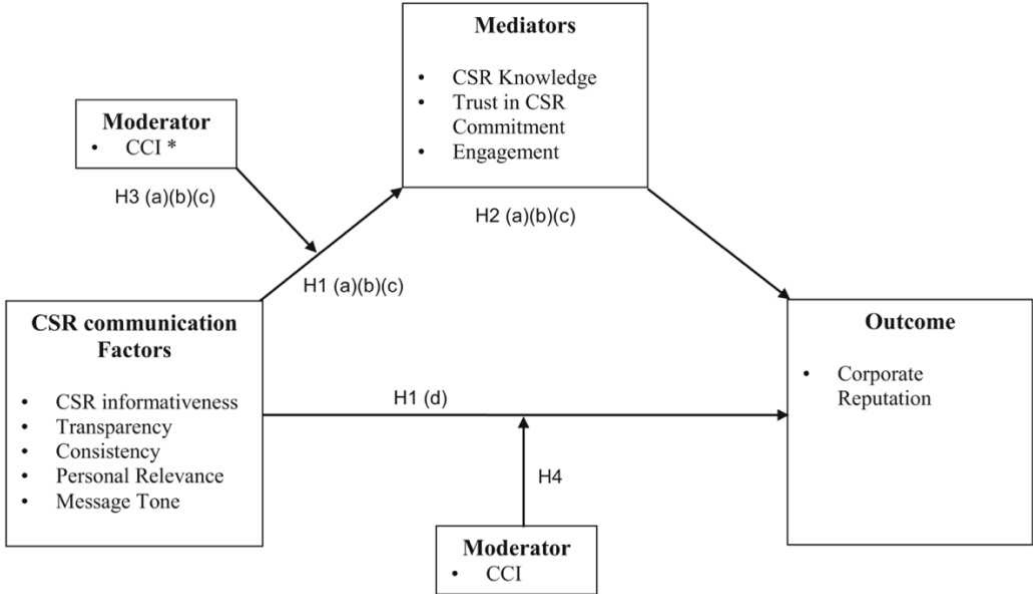 Mediators
• CSR Knowledge
• Trust in CSR
Commitment
• Engagement
Moderator
• CCI *
H3 (a)(b)(c)
H2 (a)(b)(c)
H1 (a)(b)(c)
CSR communication
Factors
• CSR informativeness
• Transparency
• Consistency
• Personal Relevance
• Message Tone
H1 (d)
Outcome
• Corporate
Reputation
H4
Moderator
• CCI